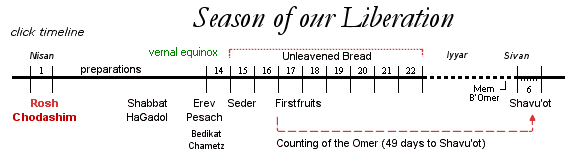 Season of our Liberation
click timeline
Nisan
vernal equinox
Unleavened Bread
Iyyar
Sivan
1
preparations
14 15 16 17 18 19 20 21 22
6
Rosh
Chodashim
Shabbat
HaGadol
Erev
Pesach
Bedikat
Chametz
Seder
Firstfruits
Mem
B'Omer
Shavu'ot
Counting of the Omer (49 days to Shavu'ot)